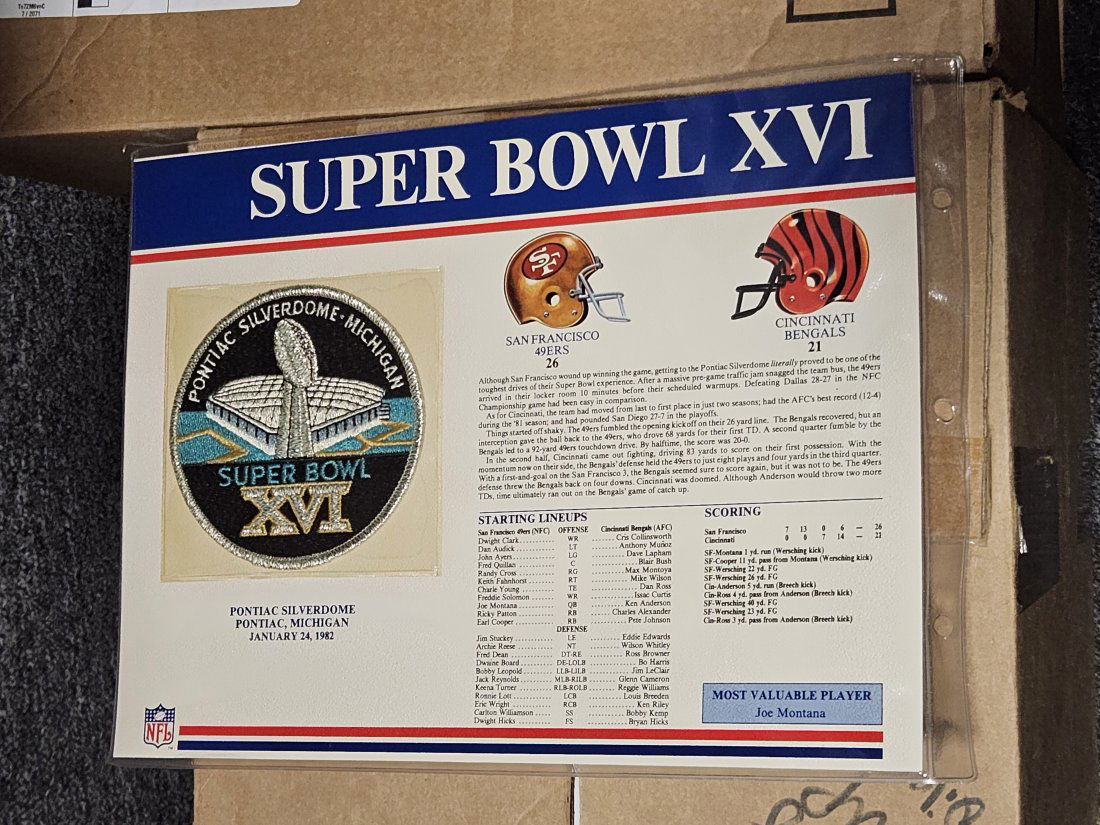 7 / 2071
SUPER BOWL XVI
PONTIAC SILVERDOME · MICHIGAN
SUPER BOWL
XVI
PONTIAC SILVERDOME
PONTIAC, MICHIGAN
JANUARY 24, 1982
NFL
SF
SAN FRANCISCO
49ERS
26
CINCINNATI
BENGALS
21
Although San Francisco wound up winning the game, getting to the Pontiac Silverdome literally proved to be one of the
toughest drives of their Super Bowl experience. After a massive pre-game traffic jam snagged the team bus, the 49ers
arrived in their locker room 10 minutes before their scheduled warmups. Defeating Dallas 28-27 in the NFC
Championship game had been easy in comparison.
As for Cincinnati, the team had moved from last to first place in just two seasons; had the AFC's best record (12-4)
during the '81 season; and had pounded San Diego 27-7 in the playoffs.
Things started off shaky. The 49ers fumbled the opening kickoff on their 26 yard line. The Bengals recovered, but an
interception gave the ball back to the 49ers, who drove 68 yards for their first TD. A second quarter fumble by the
Bengals led to a 92-yard 49ers touchdown drive. By halftime, the score was 20-0.
In the second half, Cincinnati came out fighting, driving 83 yards to score on their first possession. With the
momentum now on their side, the Bengals' defense held the 49ers to just eight plays and four yards in the third quarter.
With a first-and-goal on the San Francisco 3, the Bengals seemed sure to score again, but it was not to be. The 49ers
defense threw the Bengals back on four downs. Cincinnati was doomed. Although Anderson would throw two more
TDs, time ultimately ran out on the Bengals' game of catch up.
STARTING LINEUPS
San Francisco 49ers (NFC) OFFENSE Cincinnati Bengals (AFC)
Dwight Clark WR Cris Collinsworth
Dan Audick LT Anthony Muñoz
John Ayers LG Dave Lapham
Fred Quillan C Blair Bush
Randy Cross RG Max Montoya
Keith Fahnhorst RT Mike Wilson
Charle Young TE Dan Ross
Freddie Solomon WR Isaac Curtis
Joe Montana QB Ken Anderson
Ricky Patton RB Charles Alexander
Earl Cooper RB Pete Johnson
DEFENSE
Jim Stuckey LE Eddie Edwards
Archie Reese NT Wilson Whitley
Fred Dean DT-RE Ross Browner
Dwaine Board DE-LOLB Bo Harris
Bobby Leopold LLB-LILB Jim LeClair
Jack Reynolds MLB-RILB Glenn Cameron
Keena Turner RLB-ROLB Reggie Williams
Ronnie Lott LCB Louis Breeden
Eric Wright RCB Ken Riley
Carlton Williamson SS Bobby Kemp
Dwight Hicks FS Bryan Hicks
SCORING
San Francisco 7 13 0 6 — 26
Cincinnati 0 0 7 14 — 21
SF-Montana 1 yd. run (Wersching kick)
SF-Cooper 11 yd. pass from Montana (Wersching kick)
SF-Wersching 22 yd. FG
SF-Wersching 26 yd. FG
Cin-Anderson 5 yd. run (Breech kick)
Cin-Ross 4 yd. pass from Anderson (Breech kick)
SF-Wersching 40 yd. FG
SF-Wersching 23 yd. FG
Cin-Ross 3 yd. pass from Anderson (Breech kick)
MOST VALUABLE PLAYER
Joe Montana